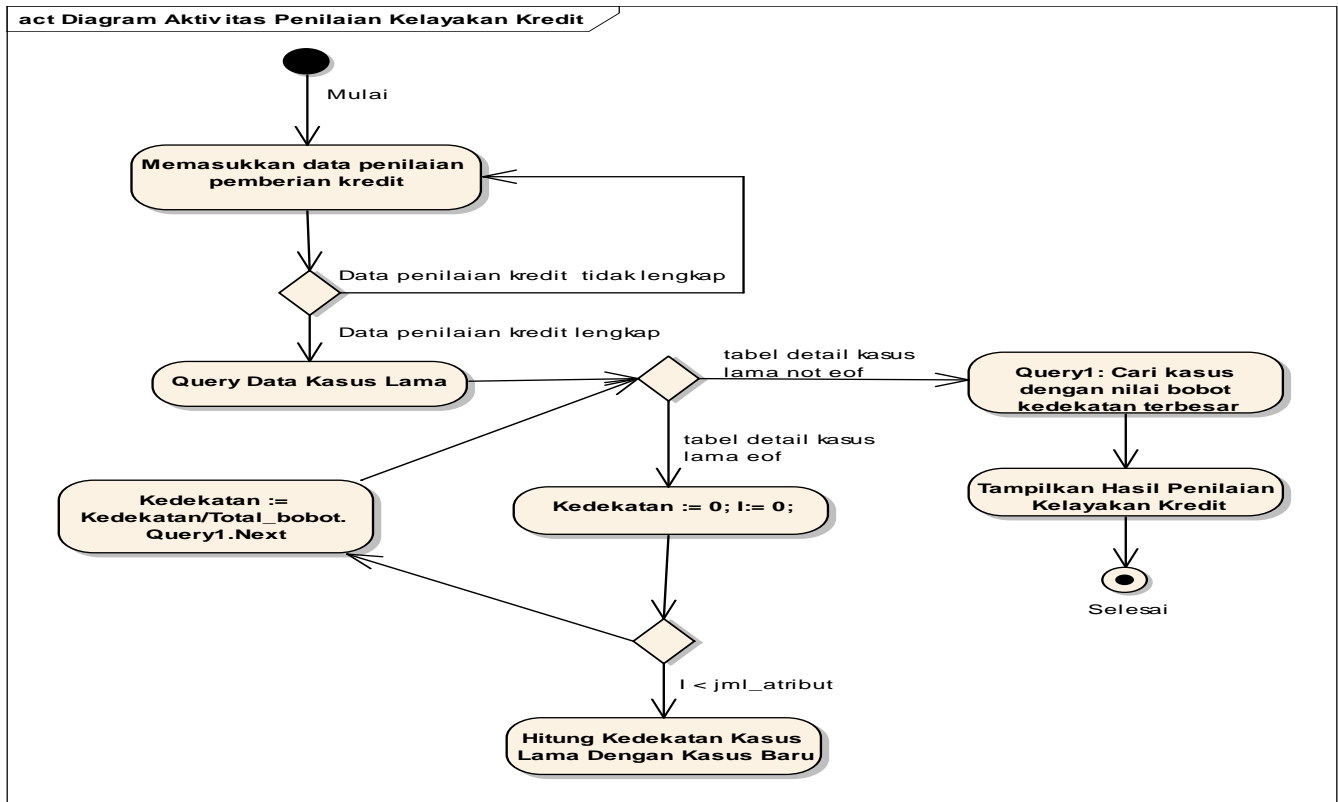 act Diagram Aktivitas Penilaian Kelayakan Kredit
Mulai
Memasukkan data penilaian
pemberian kredit
Data penilaian kredit tidak lengkap
Data penilaian kredit lengkap
Query Data Kasus Lama
tabel detail kasus
lama not eof
Query1: Cari kasus
dengan nilai bobot
kedekatan terbesar
tabel detail kasus
lama eof
Kedekatan :=
Kedekatan/Total_bobot.
Query1.Next
Kedekatan := 0; I:= 0;
Tampilkan Hasil Penilaian
Kelayakan Kredit
Selesai
I < jml_atribut
Hitung Kedekatan Kasus
Lama Dengan Kasus Baru